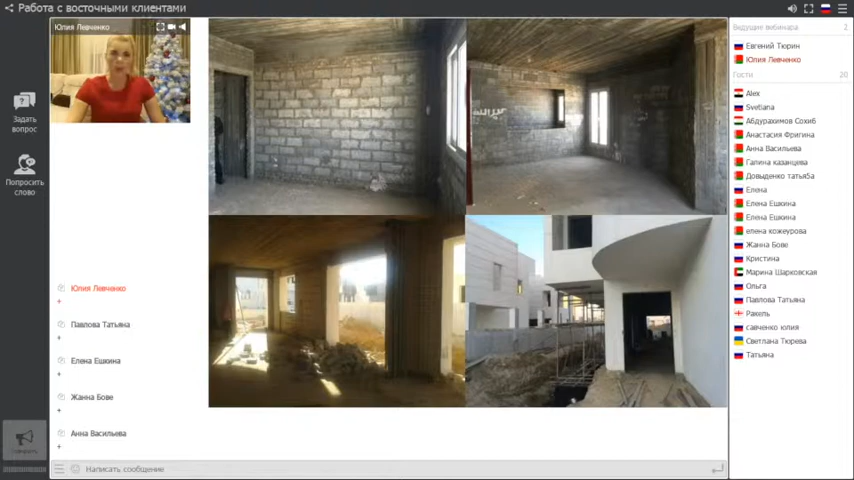 Работа с восточными клиентами
Юлия Левченко
Задать
вопрос
Попросить
слово
Юлия Левченко
+
Павлова Татьяна
+
Елена Ешкина
+
Жанна Бове
+
Анна Васильева
+
Написать сообщение
Ведущие вебинара 2
Евгений Тюрин
Юлия Левченко
Гости 20
Alex
Svetlana
Абдурахимов Сохиб
Анастасия Фригина
Анна Васильева
Галина казанцева
Довыденко татьяБа
Елена
Елена Ешкина
Елена Ешкина
елена кожеурова
Жанна Бове
Кристина
Марина Шарковская
Ольга
Павлова Татьяна
Рахель
савченко юлия
Светлана Тюрева
Татьяна